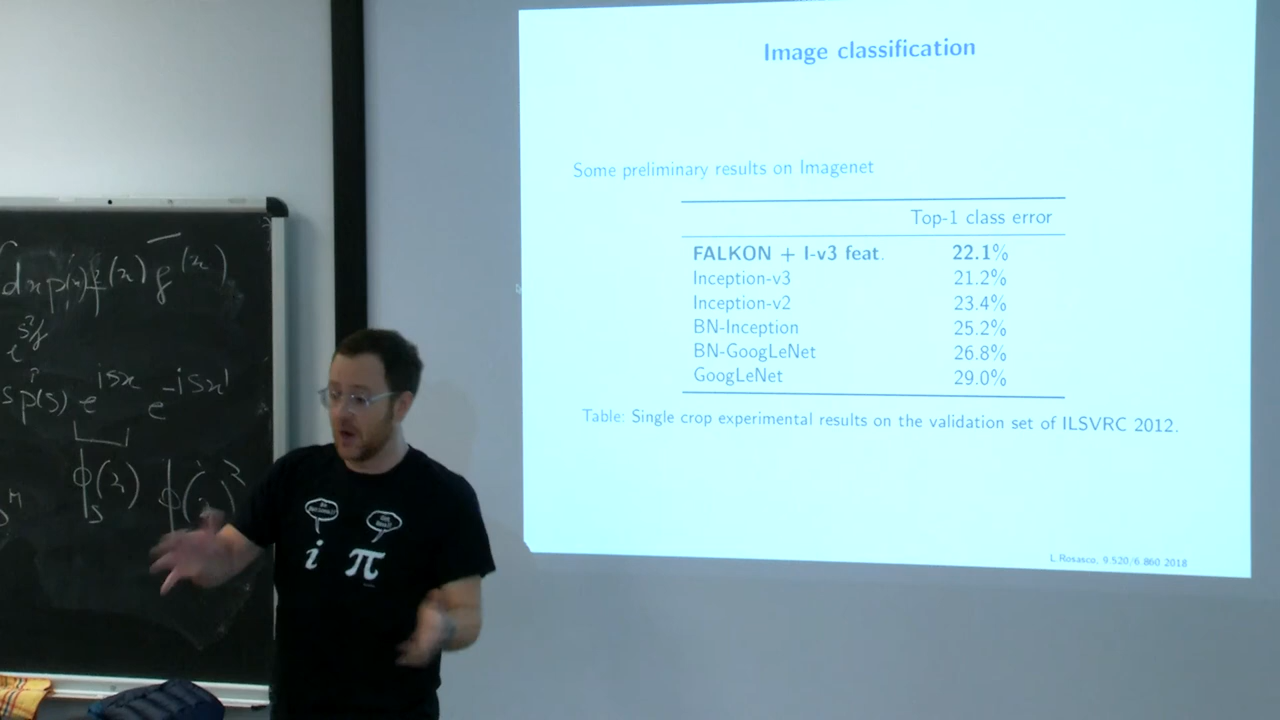 Image classification
Some preliminary results on Imagenet
Top-1 class error
FALKON + I-v3 feat. 22.1%
Inception-v3 21.2%
Inception-v2 23.4%
BN-Inception 25.2%
BN-GoogLeNet 26.8%
GoogLeNet 29.0%
Table: Single crop experimental results on the validation set of ILSVRC 2012.
L.Rosasco, 9.520/6.860 2018
i π